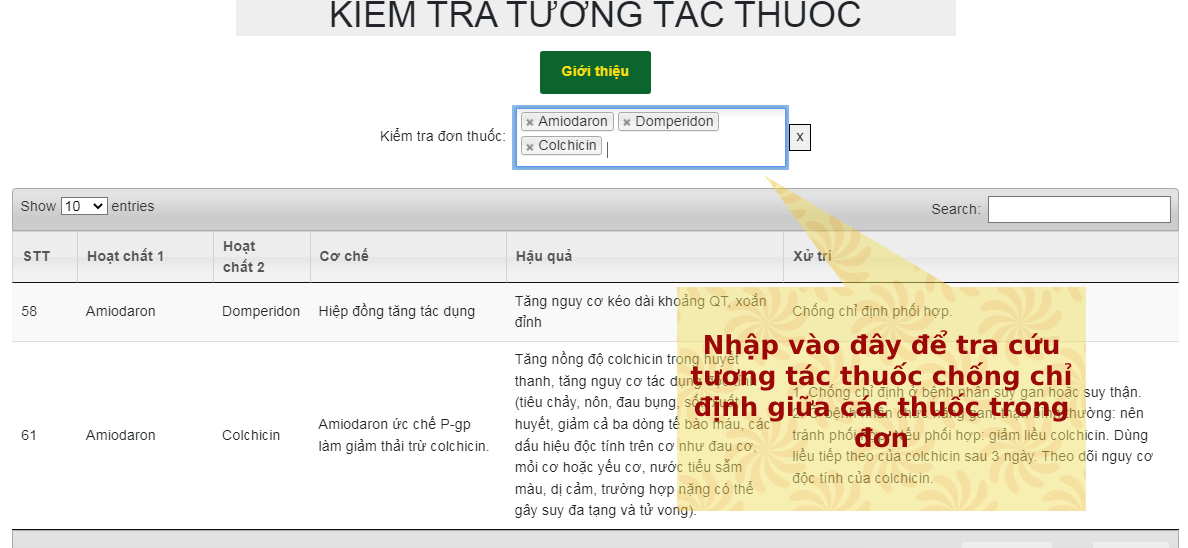 KIỂM TRA TƯƠNG TÁC THUỐC
Giới thiệu
Kiểm tra đơn thuốc:
× Amiodaron × Domperidon
× Colchicin
x
Show 10 entries
Search:
STT Hoạt chất 1 Hoạt chất 2 Cơ chế Hậu quả Xử trí
58 Amiodaron Domperidon Hiệp đồng tăng tác dụng
Tăng nguy cơ kéo dài khoảng QT, xoắn
đỉnh
Chống chỉ định phối hợp.
61 Amiodaron Colchicin
Amiodaron ức chế P-gp
làm giảm thải trừ colchicin.
Tăng nồng độ colchicin trong huyết
thanh, tăng nguy cơ tác dụng
(tiêu chảy, nôn, đau bụng, sốt, xuất
huyết, giảm cả ba dòng tế bào máu, các
dấu hiệu độc tính trên cơ như đau cơ,
mỏi cơ hoặc yếu cơ, nước tiểu sẫm
màu, dị cảm, trường hợp nặng có thể
gây suy đa tạng và tử vong).
1. Chống chỉ định ở bệnh nhân suy gan hoặc suy thận.
2. Ở bệnh nhân chức năng gan, thận bình thường: nên
tránh phối hợp. Nếu phối hợp: giảm liều colchicin. Dùng
liều tiếp theo của colchicin sau 3 ngày. Theo dõi nguy cơ
độc tính của colchicin.
Nhập vào đây để tra cứu
tương tác thuốc chống chỉ
định giữa các thuốc trong
đơn